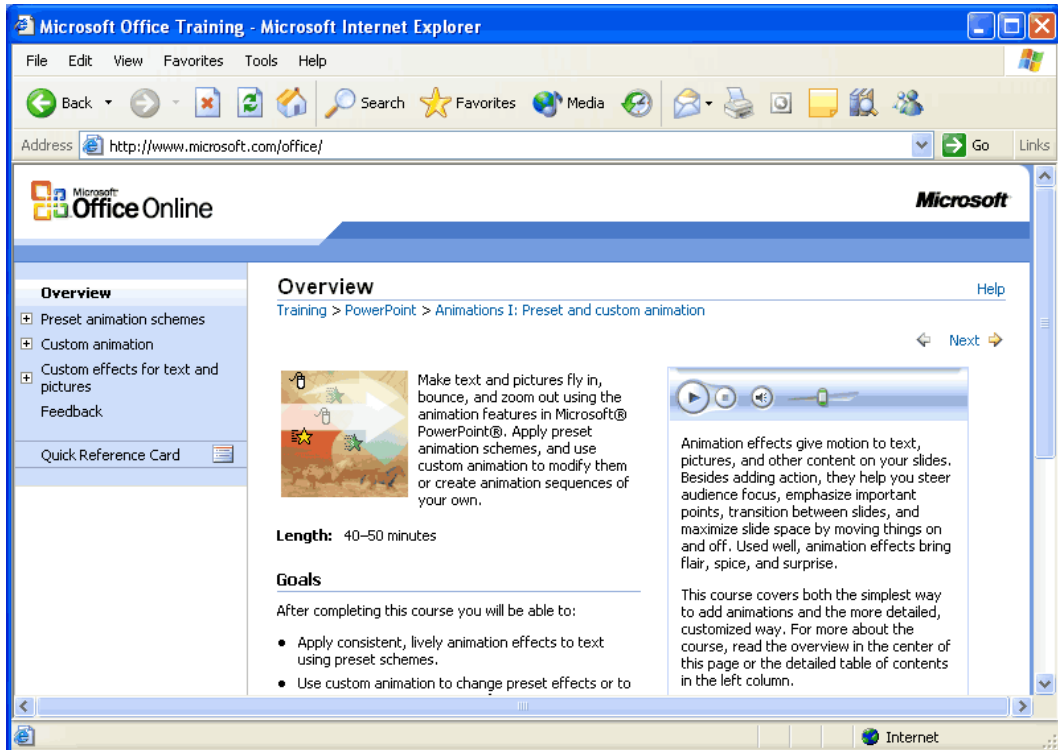 Microsoft Office Training - Microsoft Internet Explorer
File Edit View Favorites Tools Help
Back Search Favorites Media
Address http://www.microsoft.com/office/ Go Links
Microsoft
Office Online
Microsoft
Overview
Preset animation schemes
Custom animation
Custom effects for text and
pictures
Feedback
Quick Reference Card
Overview
Help
Training > PowerPoint > Animations I: Preset and custom animation
Next
Make text and pictures fly in,
bounce, and zoom out using the
animation features in Microsoft®
PowerPoint®. Apply preset
animation schemes, and use
custom animation to modify them
or create animation sequences of
your own.
Length: 40–50 minutes
Goals
After completing this course you will be able to:
• Apply consistent, lively animation effects to text
using preset schemes.
• Use custom animation to change preset effects or to
Animation effects give motion to text,
pictures, and other content on your slides.
Besides adding action, they help you steer
audience focus, emphasize important
points, transition between slides, and
maximize slide space by moving things on
and off. Used well, animation effects bring
flair, spice, and surprise.
This course covers both the simplest way
to add animations and the more detailed,
customized way. For more about the
course, read the overview in the center of
this page or the detailed table of contents
in the left column.
Internet